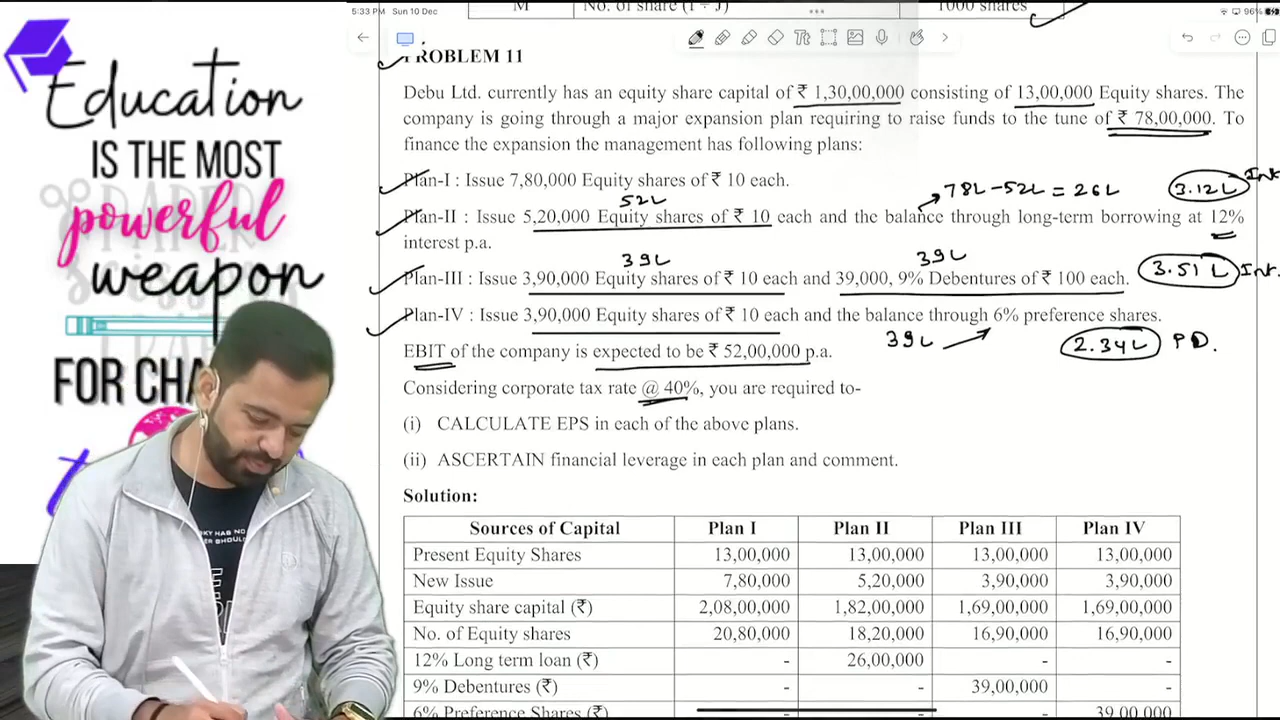 5:33 PM Sun 10 Dec
96%
M No. of share (I ÷ J) 1000 shares
Education
IS THE MOST
powerful
weapon
FOR CHA
PROBLEM 11
Debu Ltd. currently has an equity share capital of ₹ 1,30,00,000 consisting of 13,00,000 Equity shares. The
company is going through a major expansion plan requiring to raise funds to the tune of ₹ 78,00,000. To
finance the expansion the management has following plans:
Plan-I : Issue 7,80,000 Equity shares of ₹ 10 each.
52L 78L - 52L = 26L 3.12L Int
Plan-II : Issue 5,20,000 Equity shares of ₹ 10 each and the balance through long-term borrowing at 12%
interest p.a.
39L 39L 3.51L Int.
Plan-III : Issue 3,90,000 Equity shares of ₹ 10 each and 39,000, 9% Debentures of ₹ 100 each.
Plan-IV : Issue 3,90,000 Equity shares of ₹ 10 each and the balance through 6% preference shares.
39L 2.34L PD.
EBIT of the company is expected to be ₹ 52,00,000 p.a.
Considering corporate tax rate @ 40%, you are required to-
(i) CALCULATE EPS in each of the above plans.
(ii) ASCERTAIN financial leverage in each plan and comment.
Solution:
Sources of Capital Plan I Plan II Plan III Plan IV
Present Equity Shares 13,00,000 13,00,000 13,00,000 13,00,000
New Issue 7,80,000 5,20,000 3,90,000 3,90,000
Equity share capital (₹) 2,08,00,000 1,82,00,000 1,69,00,000 1,69,00,000
No. of Equity shares 20,80,000 18,20,000 16,90,000 16,90,000
12% Long term loan (₹) - 26,00,000 - -
9% Debentures (₹) - - 39,00,000 -
6% Preference Shares (₹) 39,00,000